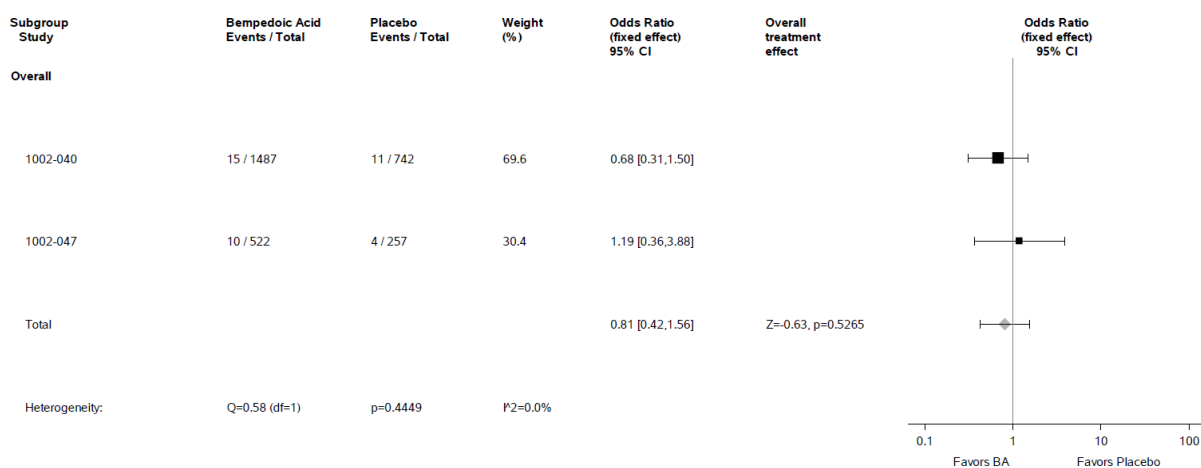 Subgroup Bempedoic Acid Placebo Weight Odds Ratio Overall Odds Ratio
Study Events / Total Events / Total (%) (fixed effect) treatment (fixed effect)
95% CI effect 95% CI
Overall
1002-040 15 / 1487 11 / 742 69.6 0.68 [0.31,1.50]
1002-047 10 / 522 4 / 257 30.4 1.19 [0.36,3.88]
Total 0.81 [0.42,1.56] Z=-0.63, p=0.5265
Heterogeneity: Q=0.58 (df=1) p=0.4449 I^2=0.0%
0.1 1 10 100
Favors BA Favors Placebo